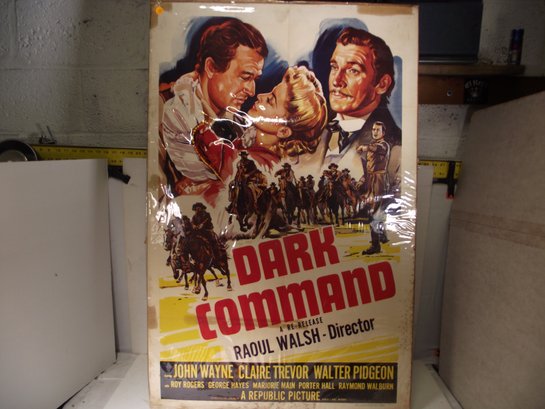 DARK
COMMAND
A RE-RELEASE
RAOUL WALSH - Director
JOHN WAYNE CLAIRE TREVOR WALTER PIDGEON
ROY ROGERS GEORGE HAYES MARJORIE MAIN PORTER HALL RAYMOND WALBURN
A REPUBLIC PICTURE